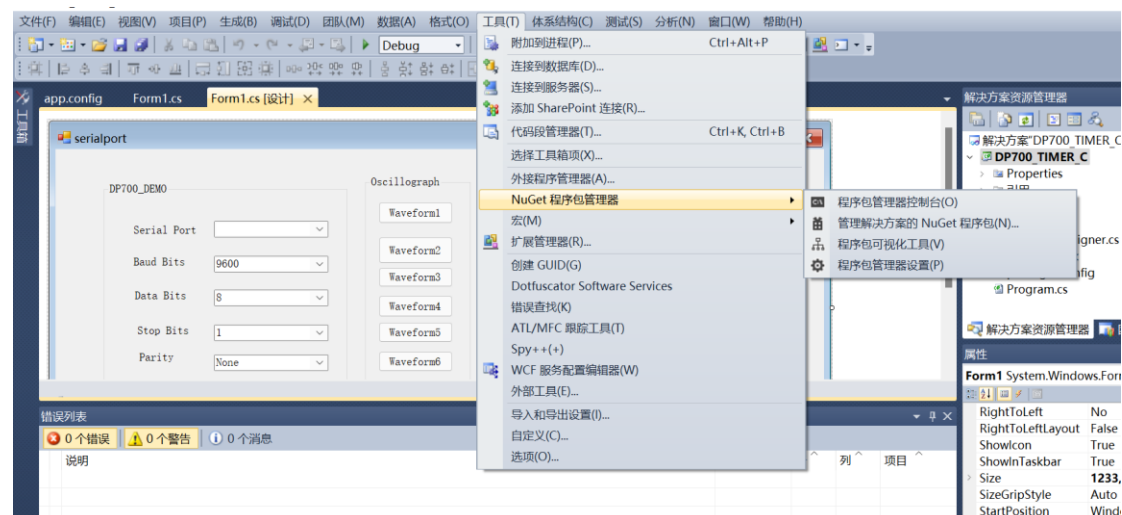 文件(F) 编辑(E) 视图(V) 项目(P) 生成(B) 调试(D) 团队(M) 数据(A) 格式(O) 工具(T) 体系结构(C) 测试(S) 分析(N) 窗口(W) 帮助(H)
Debug
工具箱
app.config Form1.cs Form1.cs [设计]
serialport
DP700_DEMO
Serial Port
Baud Bits 9600
Data Bits 8
Stop Bits 1
Parity None
Oscillograph
Waveform1
Waveform2
Waveform3
Waveform4
Waveform5
Waveform6
附加到进程(P)... Ctrl+Alt+P
连接到数据库(D)...
连接到服务器(S)...
添加 SharePoint 连接(R)...
代码段管理器(T)... Ctrl+K, Ctrl+B
选择工具箱项(X)...
外接程序管理器(A)...
NuGet 程序包管理器
宏(M)
扩展管理器(R)...
创建 GUID(G)
Dotfuscator Software Services
错误查找(K)
ATL/MFC 跟踪工具(T)
Spy++(+)
WCF 服务配置编辑器(W)
外部工具(E)...
导入和导出设置(I)...
自定义(C)...
选项(O)...
程序包管理器控制台(O)
管理解决方案的 NuGet 程序包(N)...
程序包可视化工具(V)
程序包管理器设置(P)
解决方案资源管理器
解决方案"DP700_TIMER_C
DP700_TIMER_C
Properties
引用
igner.cs
fig
Program.cs
解决方案资源管理器
属性
Form1 System.Windows.For
RightToLeft No
RightToLeftLayout False
ShowIcon True
ShowInTaskbar True
Size 1233,
SizeGripStyle Auto
StartPosition Wind
错误列表
0 个错误 0 个警告 0 个消息
说明 列 项目